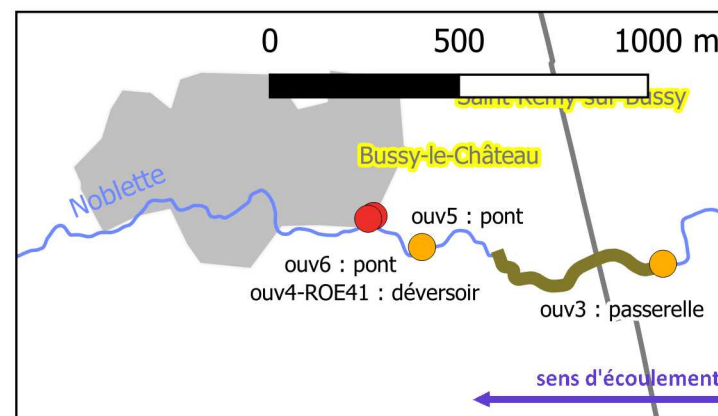 0 500 1000 m
Saint-Rémy-sur-Bussy
Bussy-le-Château
Noblette
ouv5 : pont
ouv6 : pont
ouv4-ROE41 : déversoir
ouv3 : passerelle
sens d'écoulement